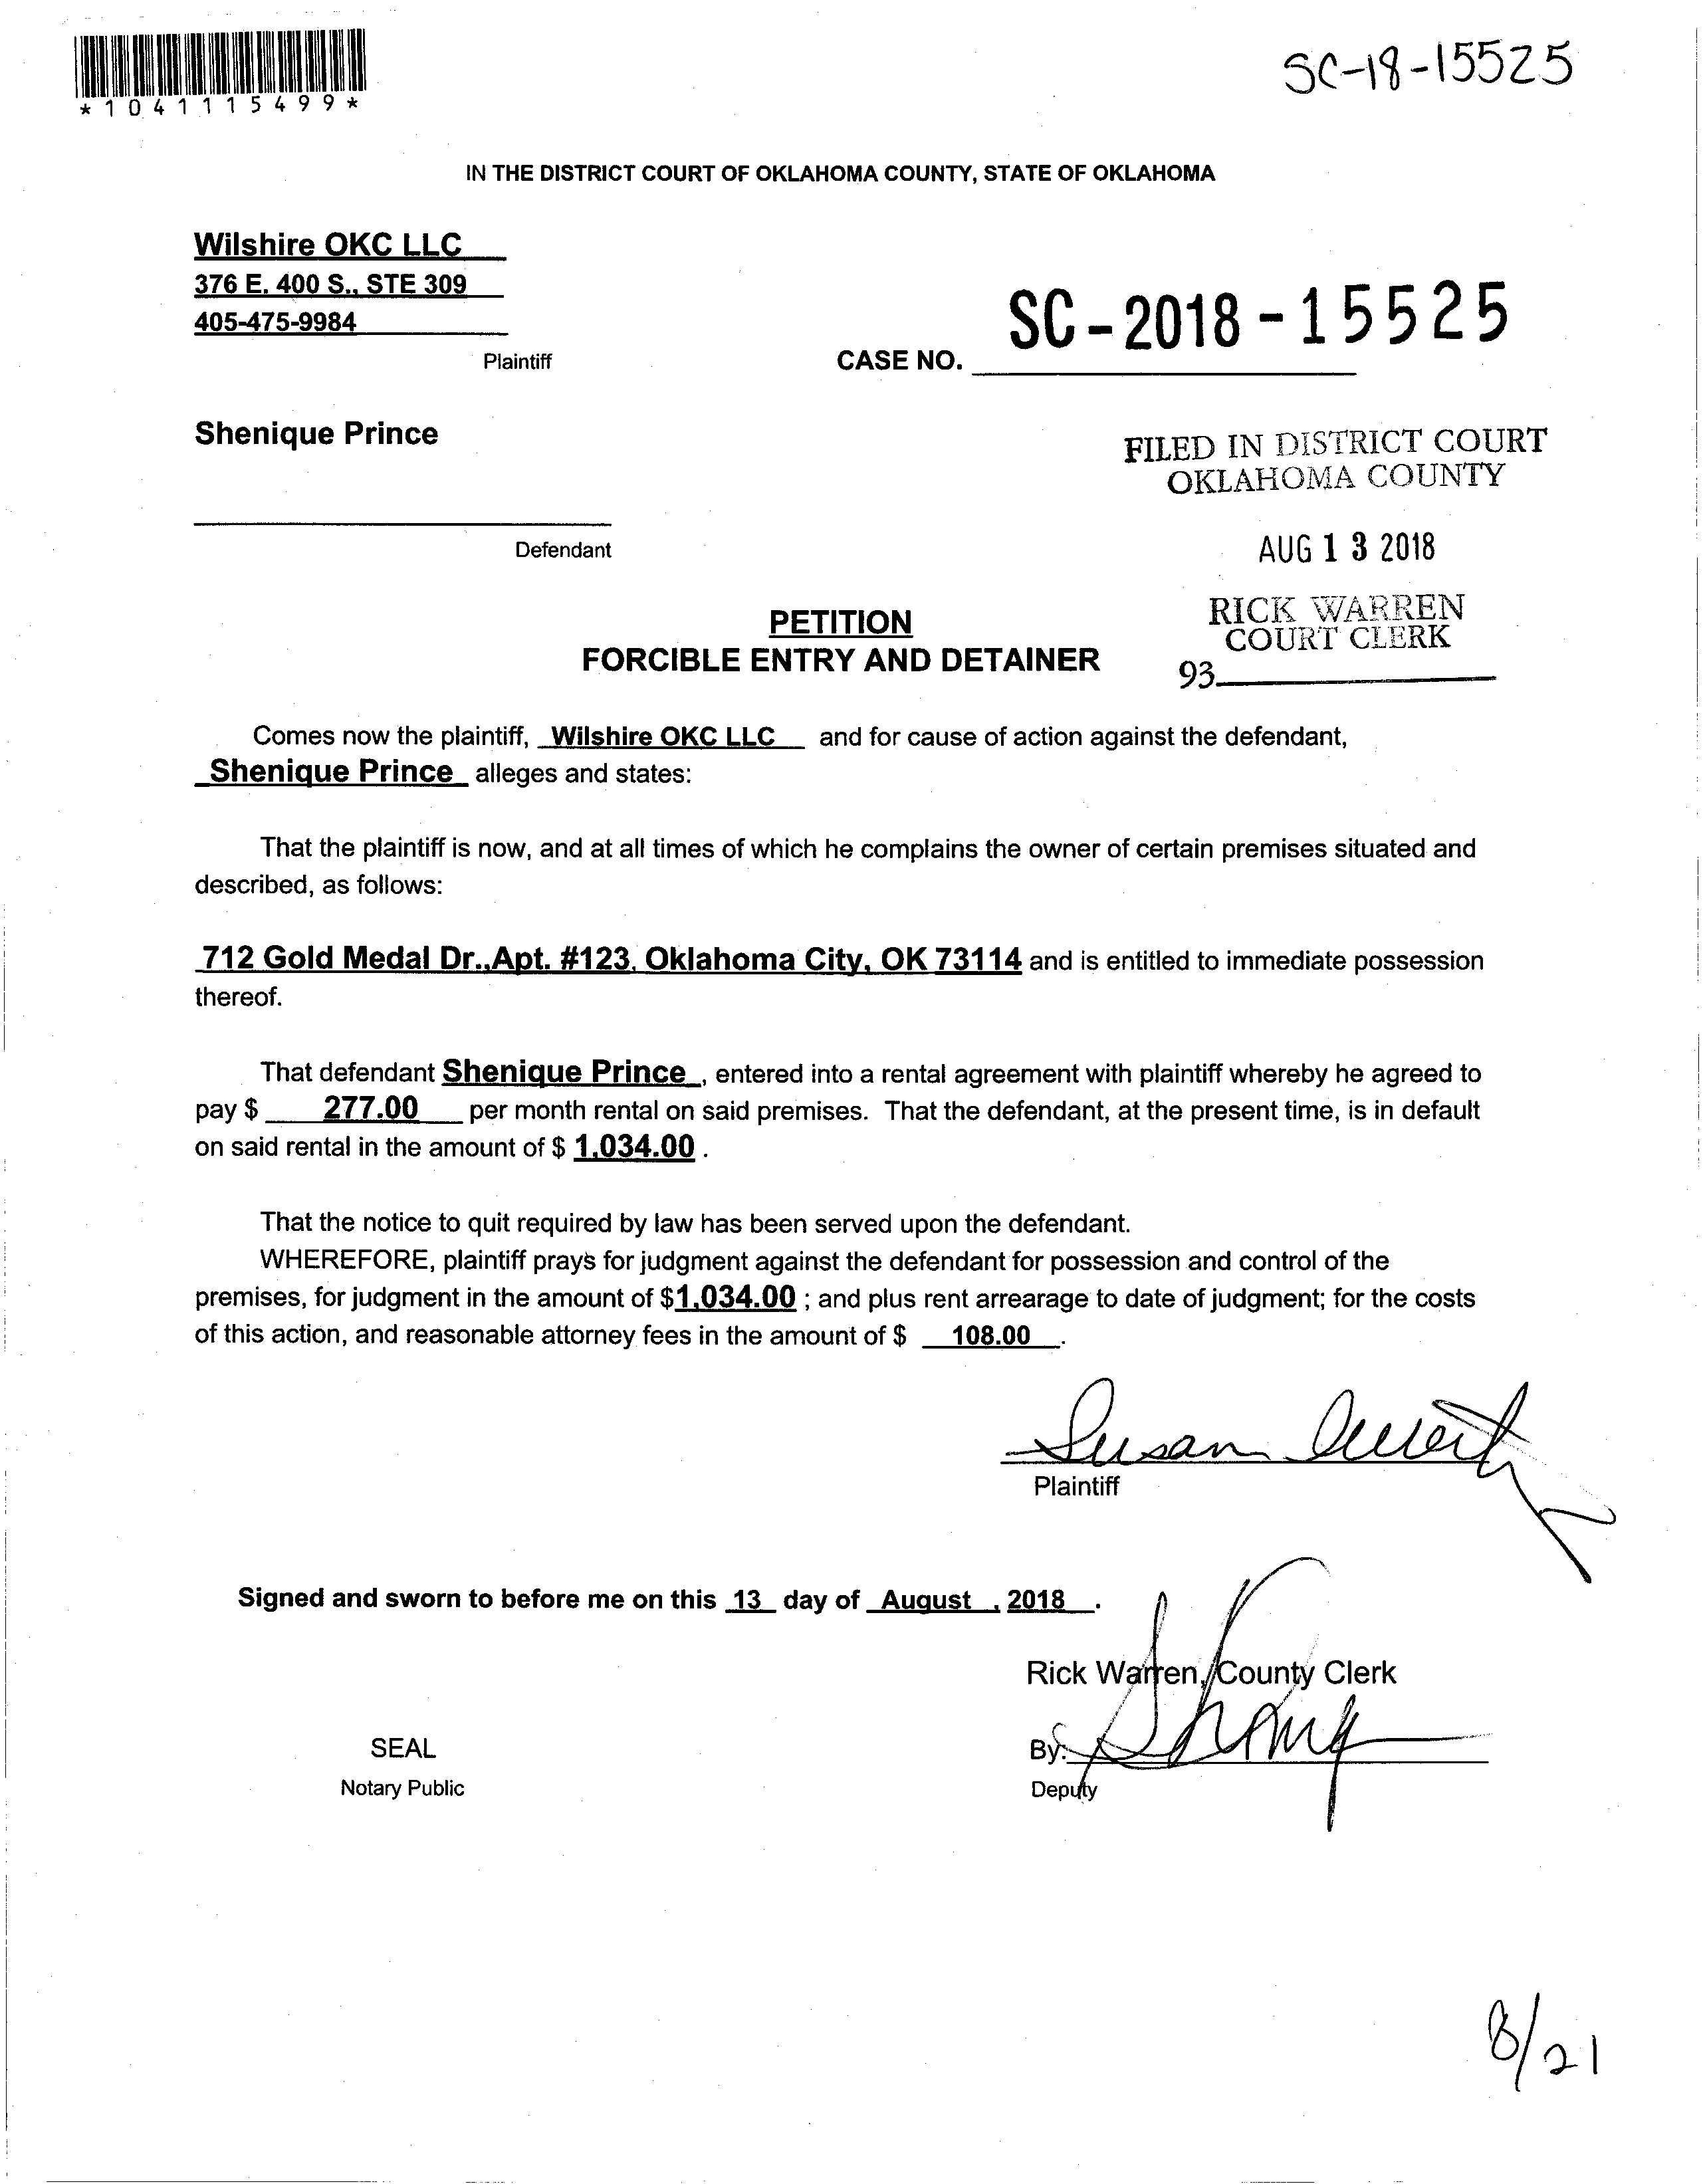 *1041115499*
SC-18-15525
IN THE DISTRICT COURT OF OKLAHOMA COUNTY, STATE OF OKLAHOMA
Wilshire OKC LLC
376 E. 400 S., STE 309
405-475-9984
Plaintiff
CASE NO.
SC-2018-15525
Shenique Prince
Defendant
FILED IN DISTRICT COURT
OKLAHOMA COUNTY
AUG 13 2018
RICK WARREN
COURT CLERK
93
PETITION
FORCIBLE ENTRY AND DETAINER
Comes now the plaintiff, Wilshire OKC LLC and for cause of action against the defendant,
Shenique Prince alleges and states:
That the plaintiff is now, and at all times of which he complains the owner of certain premises situated and
described, as follows:
712 Gold Medal Dr.,Apt. #123, Oklahoma City, OK 73114 and is entitled to immediate possession
thereof.
That defendant Shenique Prince , entered into a rental agreement with plaintiff whereby he agreed to
pay $ 277.00 per month rental on said premises. That the defendant, at the present time, is in default
on said rental in the amount of $ 1,034.00 .
That the notice to quit required by law has been served upon the defendant.
WHEREFORE, plaintiff prays for judgment against the defendant for possession and control of the
premises, for judgment in the amount of $1,034.00 ; and plus rent arrearage to date of judgment; for the costs
of this action, and reasonable attorney fees in the amount of $ 108.00 .
Susan
Plaintiff
Signed and sworn to before me on this 13 day of August , 2018 .
Rick Warren, County Clerk
SEAL
By:
Notary Public
Deputy
8/21